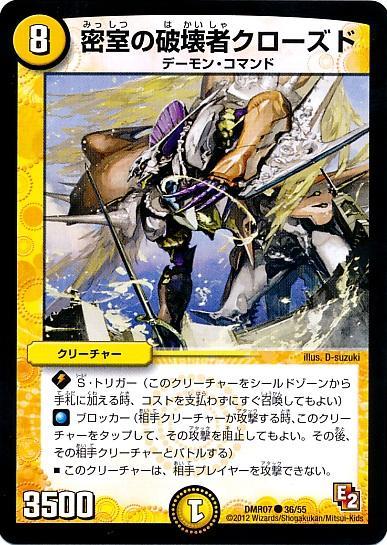 8
みっしつ は かいしゃ
密室の破壊者クローズド
デーモン・コマンド
illus. D-suzuki
クリーチャー
S・トリガー(このクリーチャーをシールドゾーンから
手札に加える時、コストを支払わずにすぐ召喚してもよい)
ブロッカー(相手クリーチャーが攻撃する時、このクリ
ーチャーをタップして、その攻撃を阻止してもよい。その後、
その相手クリーチャーとバトルする)
■ このクリーチャーは、相手プレイヤーを攻撃できない。
3500
1
DMR07 ● 36/55
©2012 Wizards/Shogakukan/Mitsui-Kids
E2